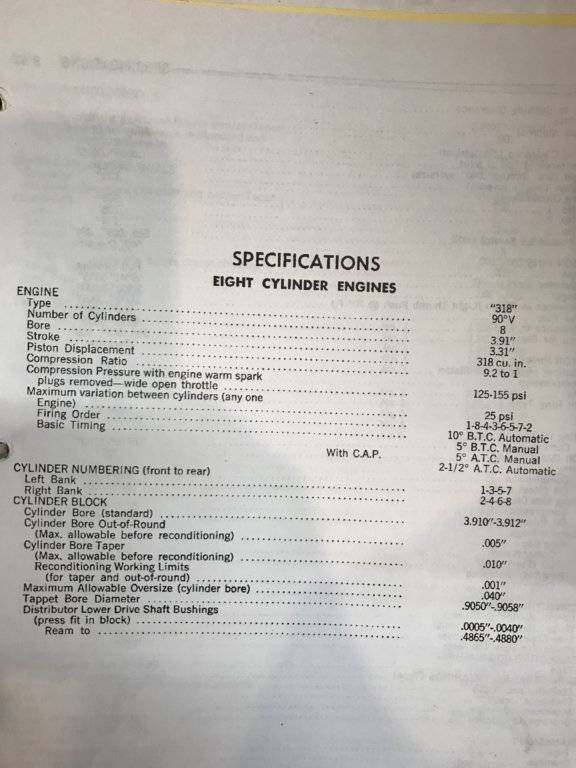 SPECIFICATIONS
EIGHT CYLINDER ENGINES
ENGINE "318"
Type ........ 90°V
Number of Cylinders ........ 8
Bore ........ 3.91"
Stroke ........ 3.31"
Piston Displacement ........ 318 cu. in.
Compression Ratio ........ 9.2 to 1
Compression Pressure with engine warm spark
plugs removed—wide open throttle ........ 125-155 psi
Maximum variation between cylinders (any one
Engine) ........ 25 psi
Firing Order ........ 1-8-4-3-6-5-7-2
Basic Timing ........ 10° B.T.C. Automatic
5° B.T.C. Manual
With C.A.P. 5° A.T.C. Manual
2-1/2° A.T.C. Automatic
CYLINDER NUMBERING (front to rear)
Left Bank ........ 1-3-5-7
Right Bank ........ 2-4-6-8
CYLINDER BLOCK
Cylinder Bore (standard) ........ 3.910"-3.912"
Cylinder Bore Out-of-Round
(Max. allowable before reconditioning) ........ .005"
Cylinder Bore Taper
(Max. allowable before reconditioning) ........ .010"
Reconditioning Working Limits
(for taper and out-of-round) ........ .001"
Maximum Allowable Oversize (cylinder bore) ........ .040"
Tappet Bore Diameter ........ .9050"-.9058"
Distributor Lower Drive Shaft Bushings
(press fit in block) ........ .0005"-.0040"
Ream to ........ .4865"-.4880"